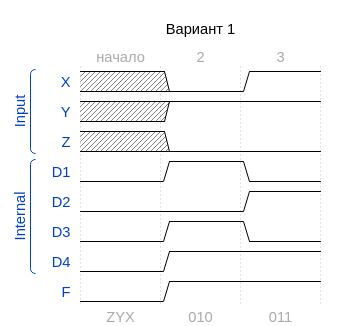 Вариант 1
начало 2 3
Input
X
Y
Z
Internal
D1
D2
D3
D4
F
ZYX 010 011